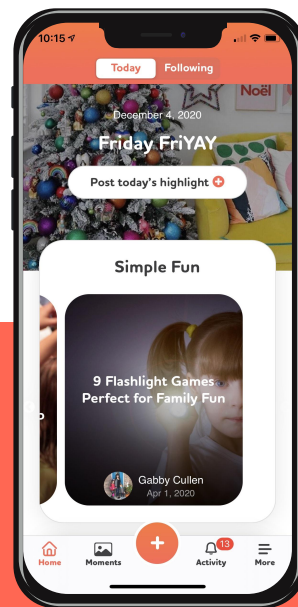 10:15
Today Following
Noël
December 4, 2020
Friday FriYAY
Post today's highlight
Simple Fun
9 Flashlight Games
Perfect for Family Fun
Gabby Cullen
Apr 1, 2020
13
Home Moments Activity More